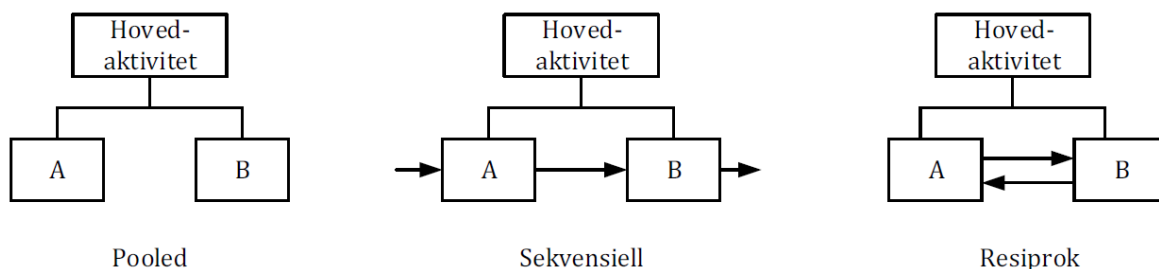 Hoved-
aktivitet
A
B
Pooled
Hoved-
aktivitet
A
B
Sekvensiell
Hoved-
aktivitet
A
B
Resiprok